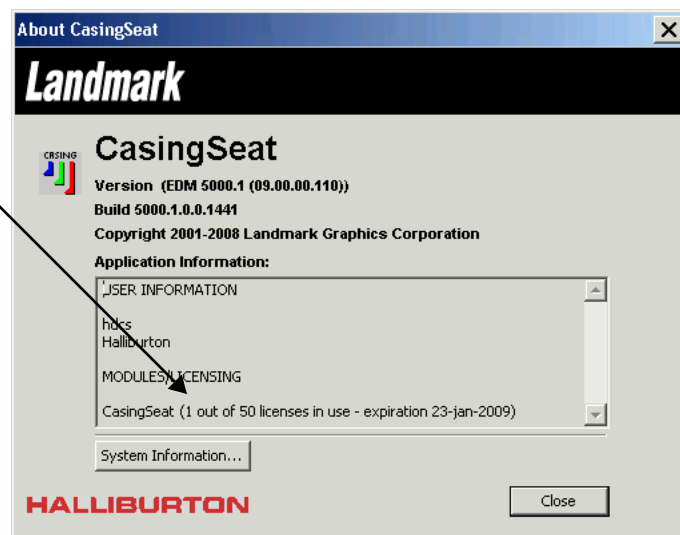 About CasingSeat
Landmark
CASING
CasingSeat
Version (EDM 5000.1 (09.00.00.110))
Build 5000.1.0.0.1441
Copyright 2001-2008 Landmark Graphics Corporation
Application Information:
USER INFORMATION
hdcs
Halliburton
MODULES/LICENSING
CasingSeat (1 out of 50 licenses in use - expiration 23-jan-2009)
System Information...
HALLIBURTON
Close